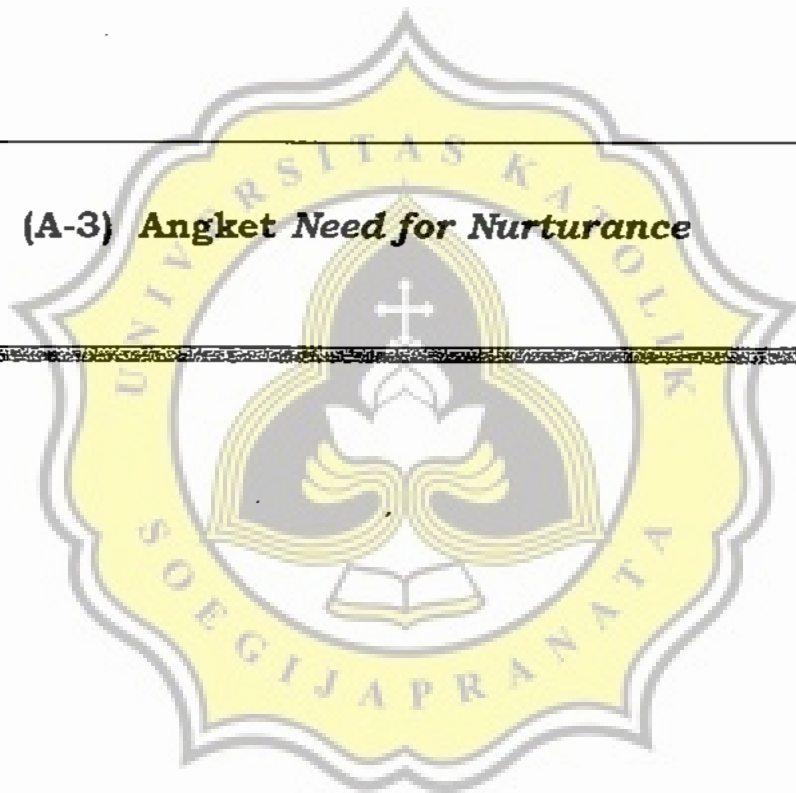 (A-3) Angket Need for Nurturance
UNIVERSITAS KATOLIK
SOEGIJAPRANATA